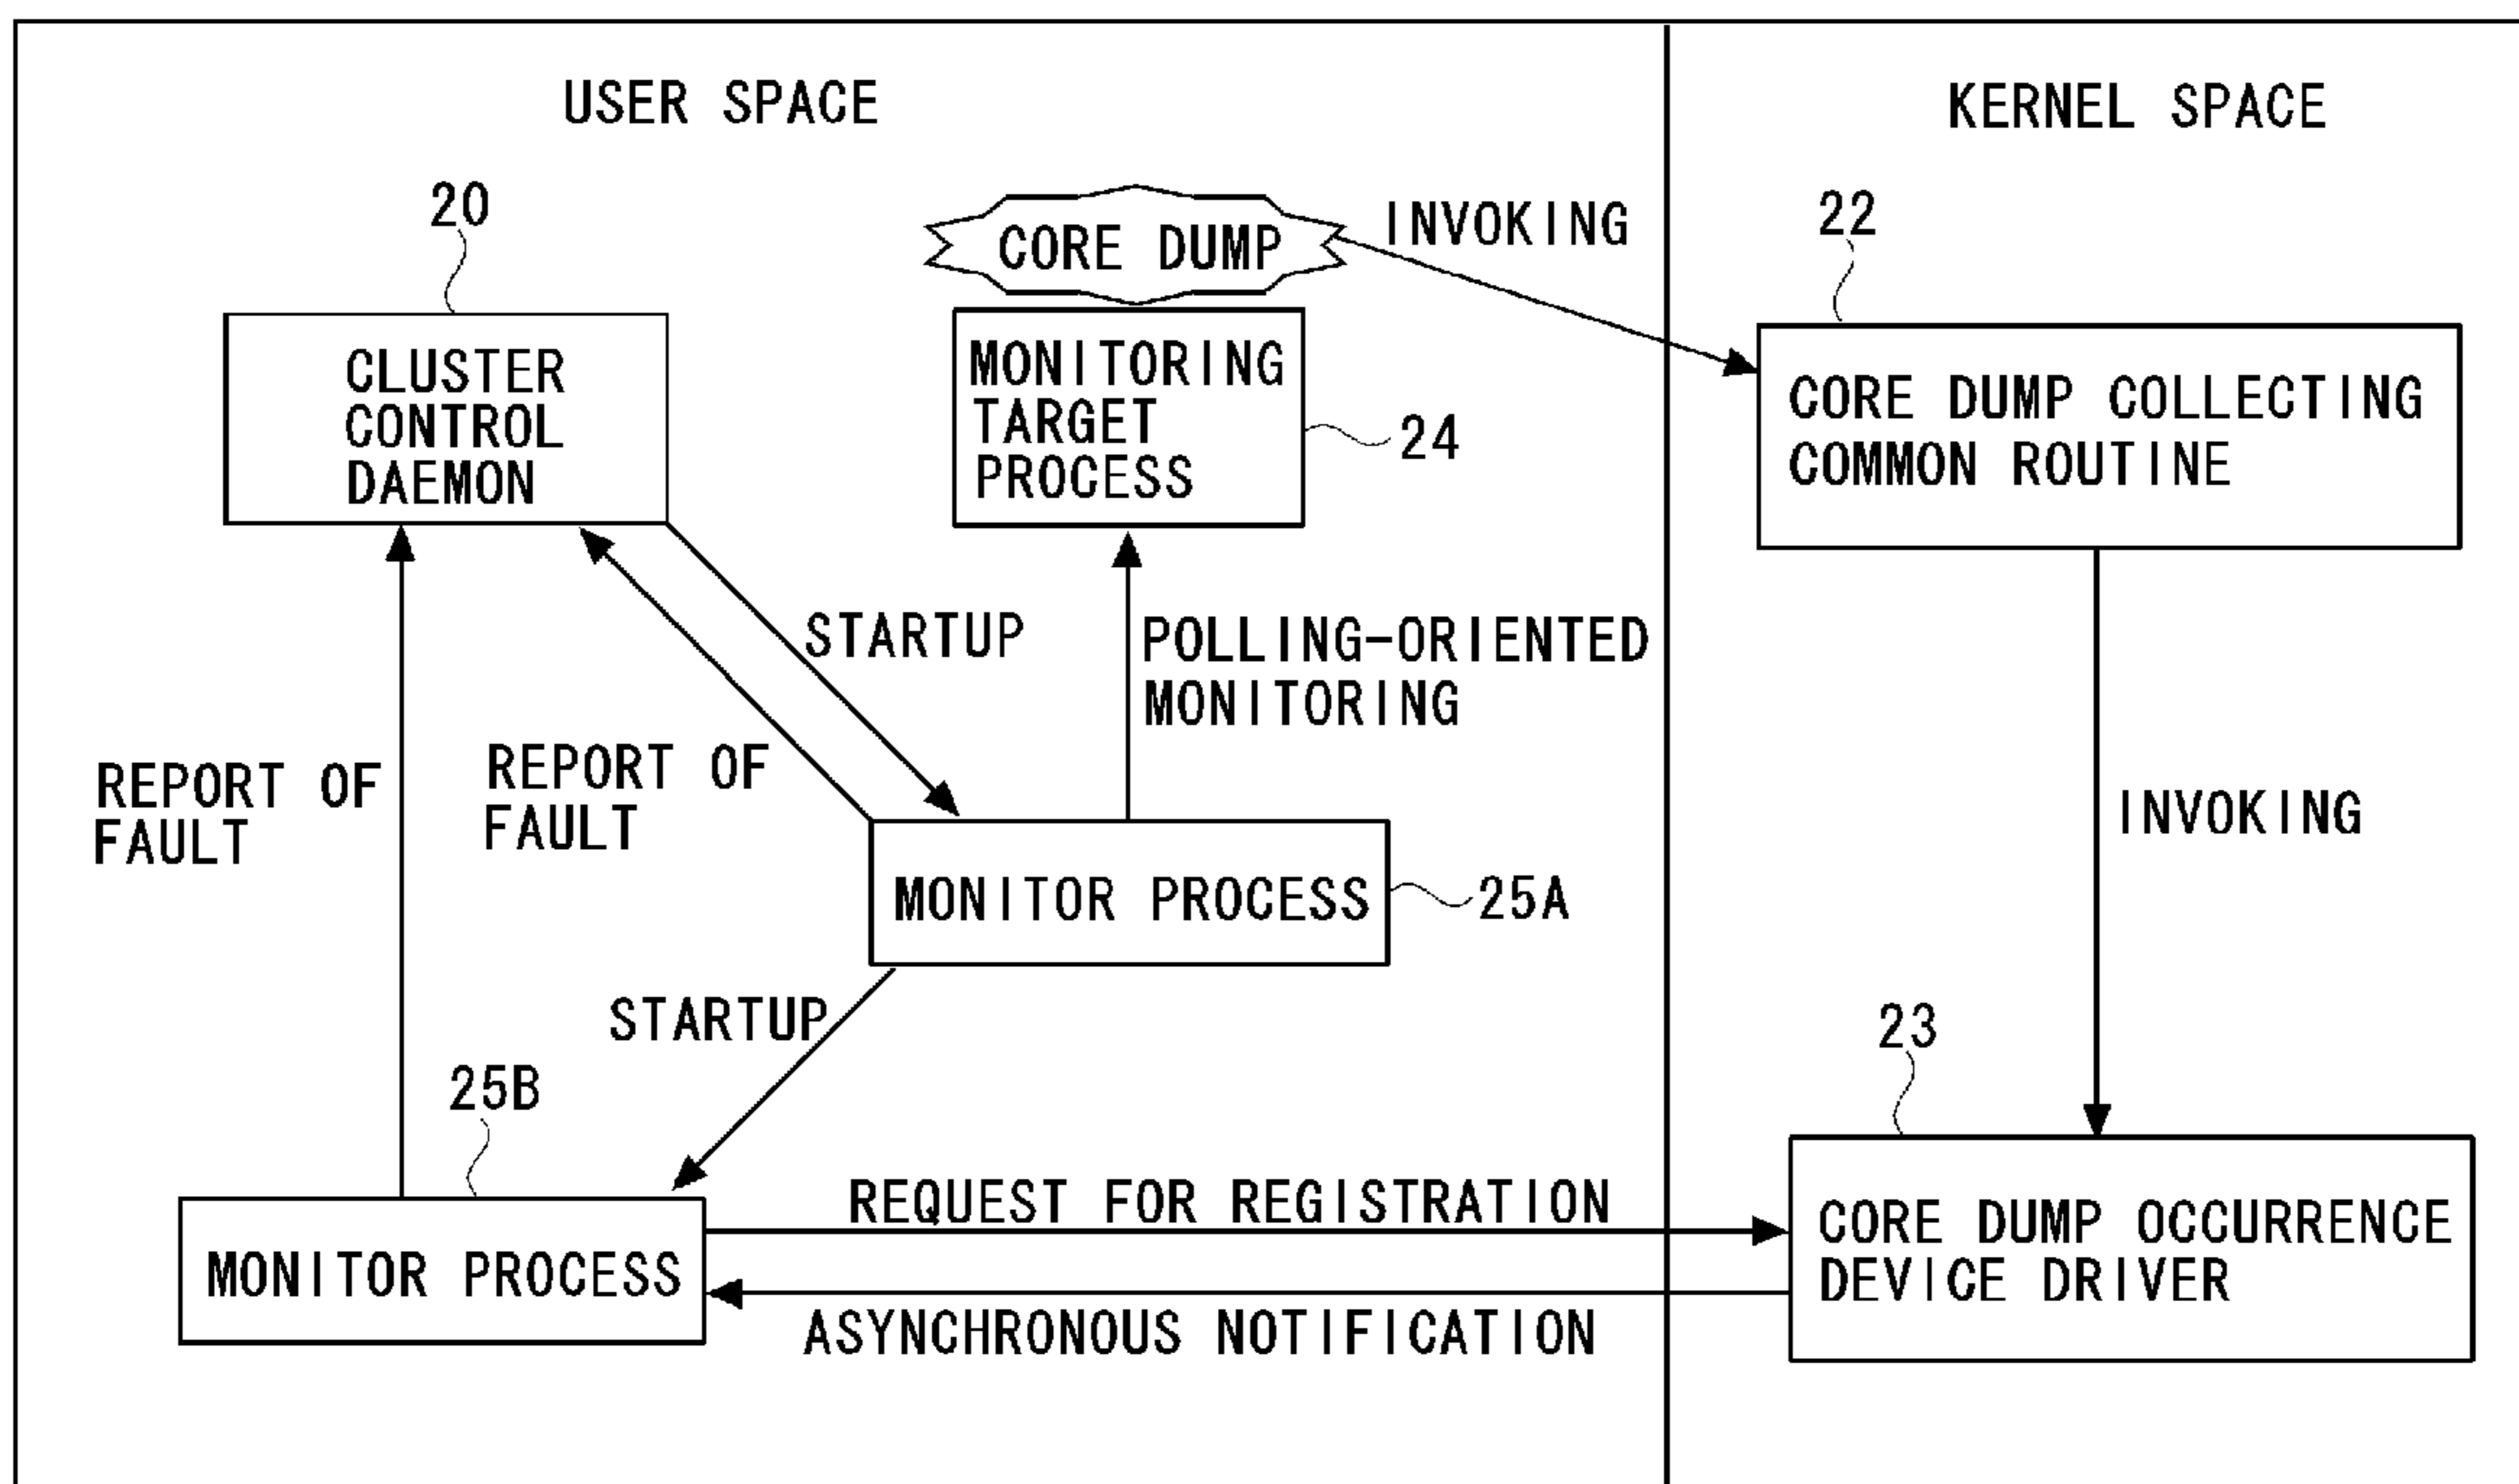 USER SPACE
KERNEL SPACE
20
CORE DUMP
INVOKING
22
CLUSTER
CONTROL
DAEMON
MONITORING
TARGET
PROCESS
24
CORE DUMP COLLECTING
COMMON ROUTINE
STARTUP
POLLING-ORIENTED
MONITORING
REPORT OF
FAULT
REPORT OF
FAULT
INVOKING
MONITOR PROCESS
25A
STARTUP
23
25B
REQUEST FOR REGISTRATION
CORE DUMP OCCURRENCE
DEVICE DRIVER
MONITOR PROCESS
ASYNCHRONOUS NOTIFICATION